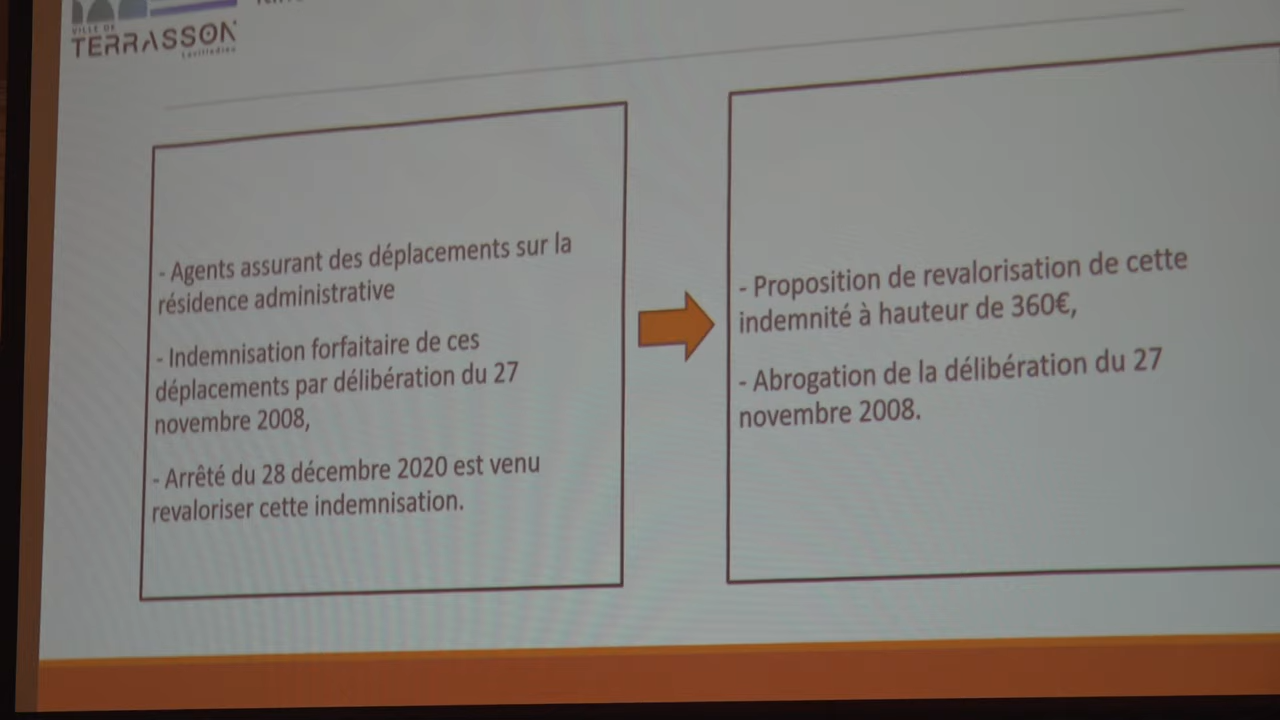 VILLE DE
TERRASSON
Lavilledieu
- Agents assurant des déplacements sur la
résidence administrative
- Indemnisation forfaitaire de ces
déplacements par délibération du 27
novembre 2008,
- Arrêté du 28 décembre 2020 est venu
revaloriser cette indemnisation.
- Proposition de revalorisation de cette
indemnité à hauteur de 360€,
- Abrogation de la délibération du 27
novembre 2008.